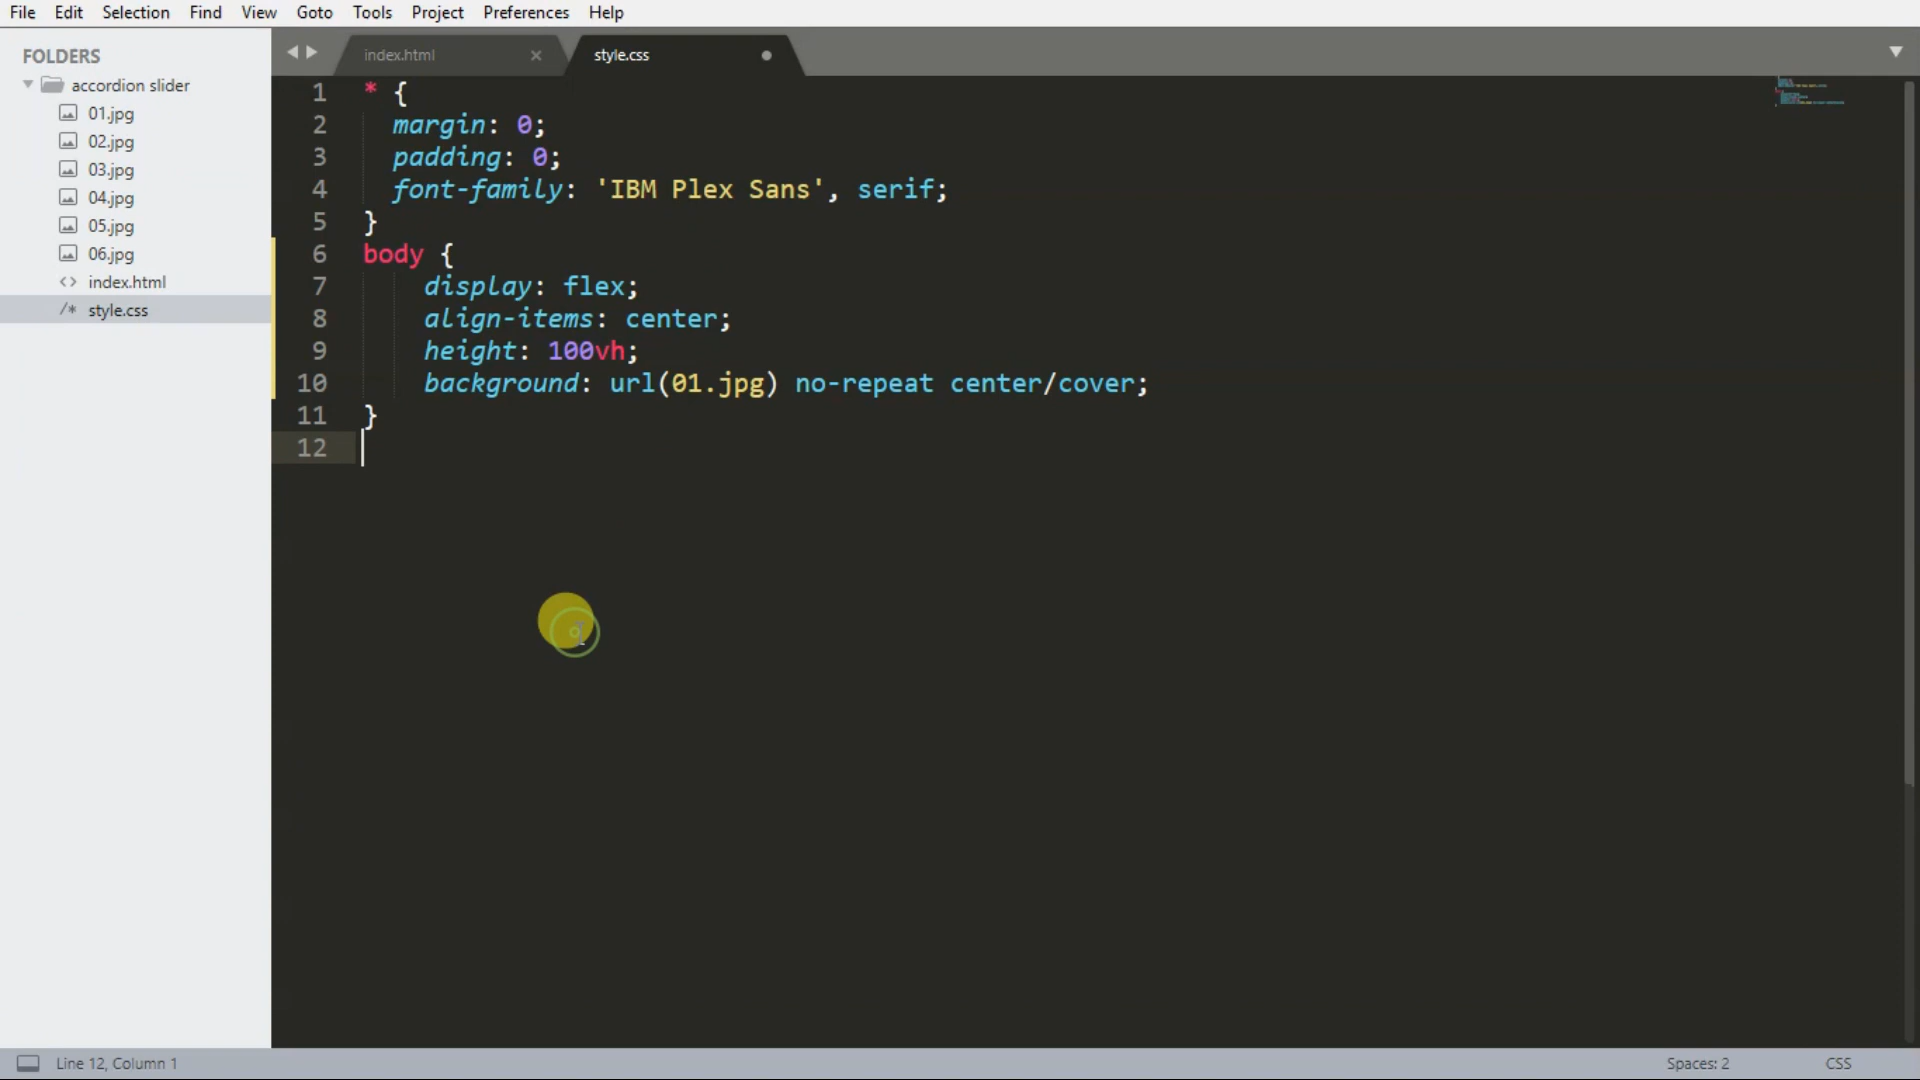 File Edit Selection Find View Goto Tools Project Preferences Help
FOLDERS
accordion slider
01.jpg
02.jpg
03.jpg
04.jpg
05.jpg
06.jpg
<> index.html
/* style.css
index.html ×
style.css
1 * {
2 margin: 0;
3 padding: 0;
4 font-family: 'IBM Plex Sans', serif;
5 }
6 body {
7 display: flex;
8 align-items: center;
9 height: 100vh;
10 background: url(01.jpg) no-repeat center/cover;
11 }
12
Line 12, Column 1
Spaces: 2
CSS